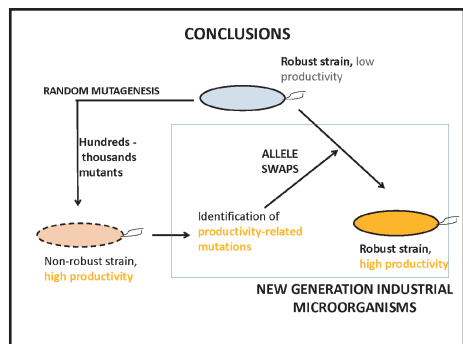 CONCLUSIONS
Robust strain, low
productivity
RANDOM MUTAGENESIS
Hundreds -
thousands
mutants
ALLELE
SWAPS
Identification of
productivity-related
mutations
Non-robust strain,
high productivity
Robust strain,
high productivity
NEW GENERATION INDUSTRIAL
MICROORGANISMS